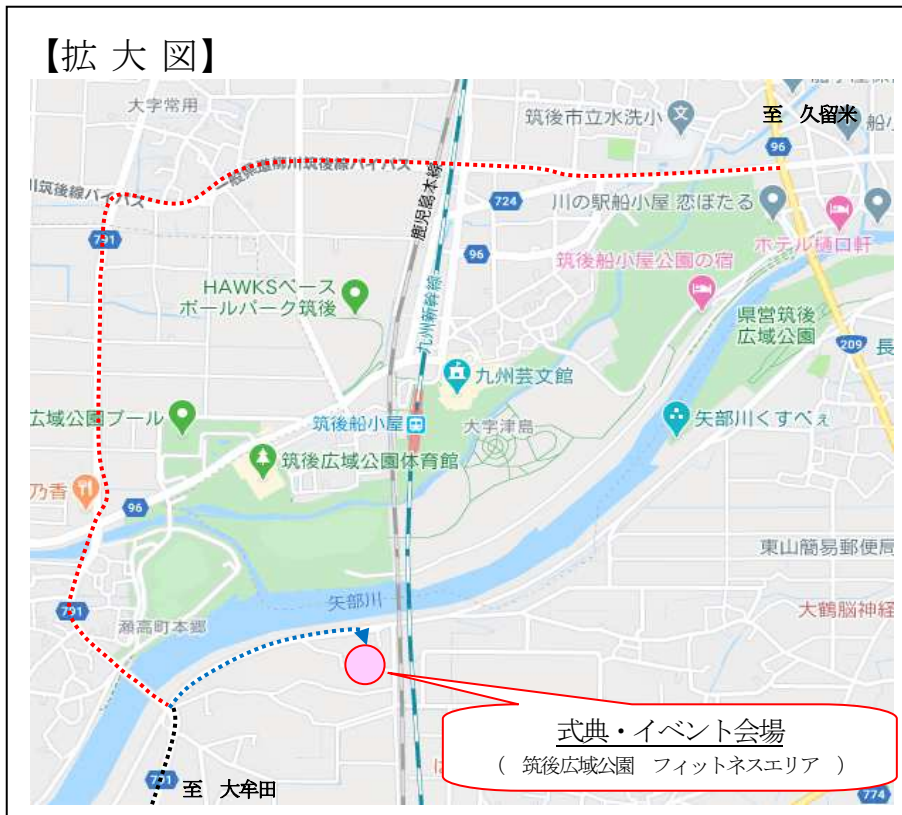 【拡 大 図】
大字常用
筑後市立水洗小
至 久留米
船小
96
川筑後線バイパス
一般県道柳川筑後線バイパス
鹿児島本線
724
川の駅船小屋 恋ぼたる
791
96
ホテル樋口軒
筑後船小屋公園の宿
HAWKSベース
ボールパーク筑後
九州新幹線
県営筑後
広域公園
209
長
九州芸文館
広域公園プール
筑後船小屋
大字津島
矢部川くすべぇ
筑後広域公園体育館
乃香
96
東山簡易郵便局
矢部川
791
瀬高町本郷
大鶴脳神経
式典・イベント会場
( 筑後広域公園 フィットネスエリア )
至 大牟田
774